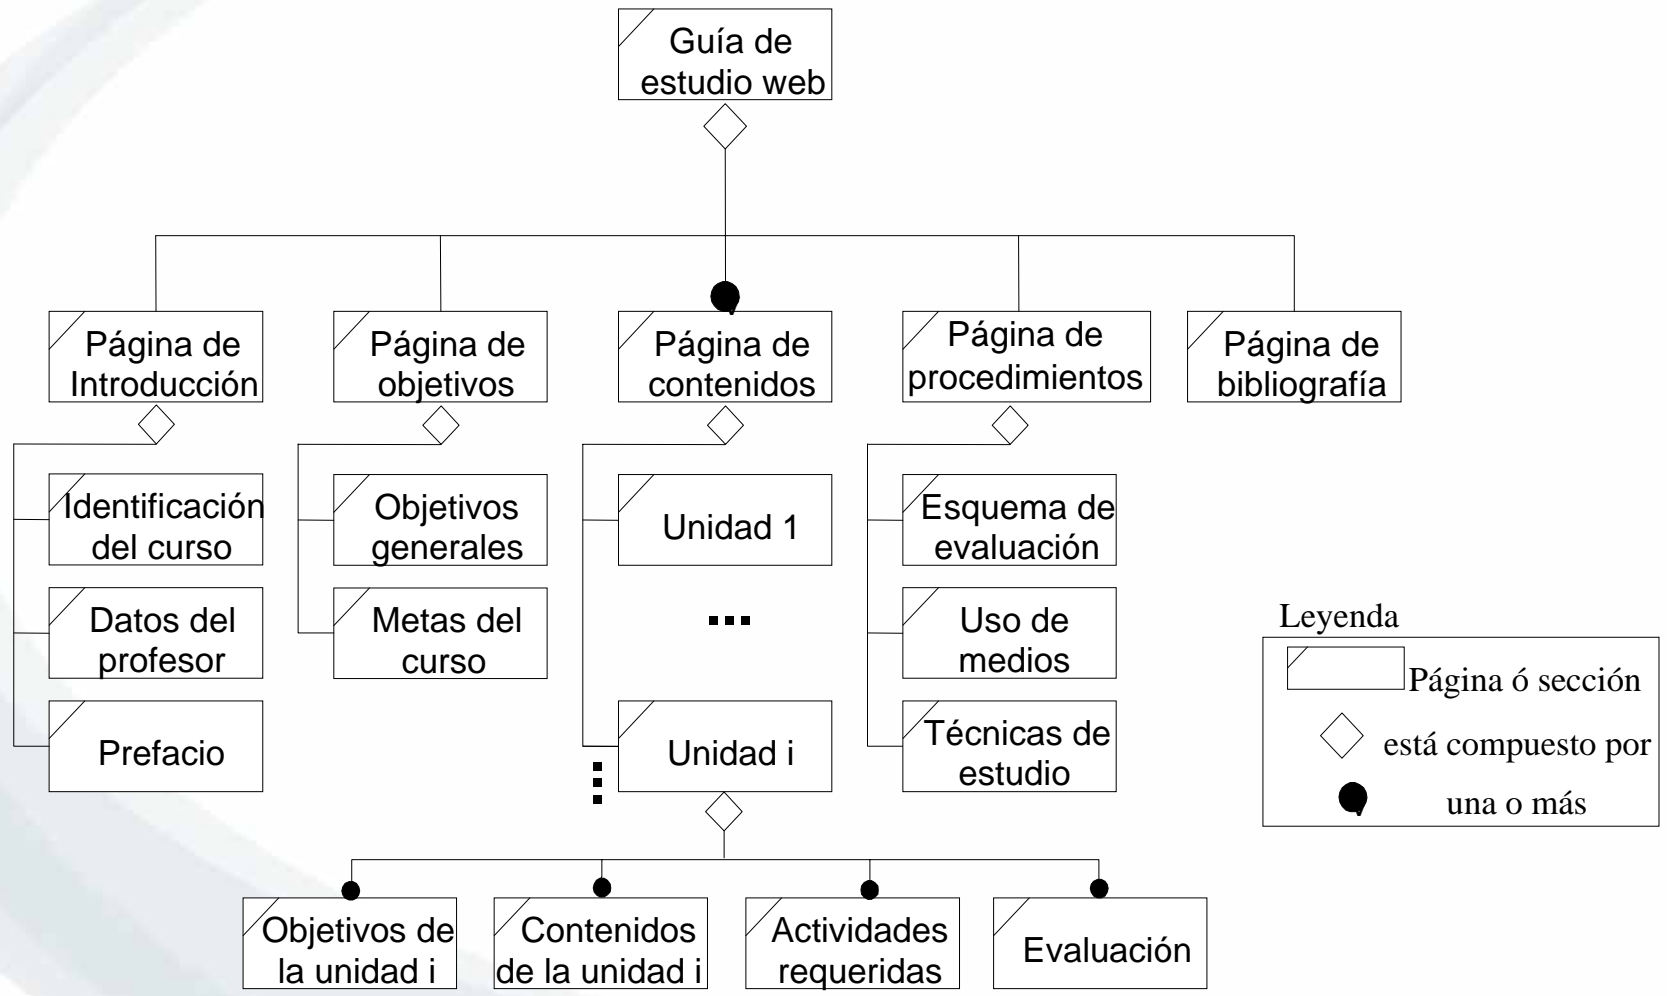 Guía de
estudio web
Página de
Introducción
Página de
objetivos
Página de
contenidos
Página de
procedimientos
Página de
bibliografía
Identificación
del curso
Datos del
profesor
Prefacio
Objetivos
generales
Metas del
curso
Unidad 1
...
Unidad i
Esquema de
evaluación
Uso de
medios
Técnicas de
estudio
Objetivos de
la unidad i
Contenidos
de la unidad i
Actividades
requeridas
Evaluación
Leyenda
Página ó sección
está compuesto por
una o más